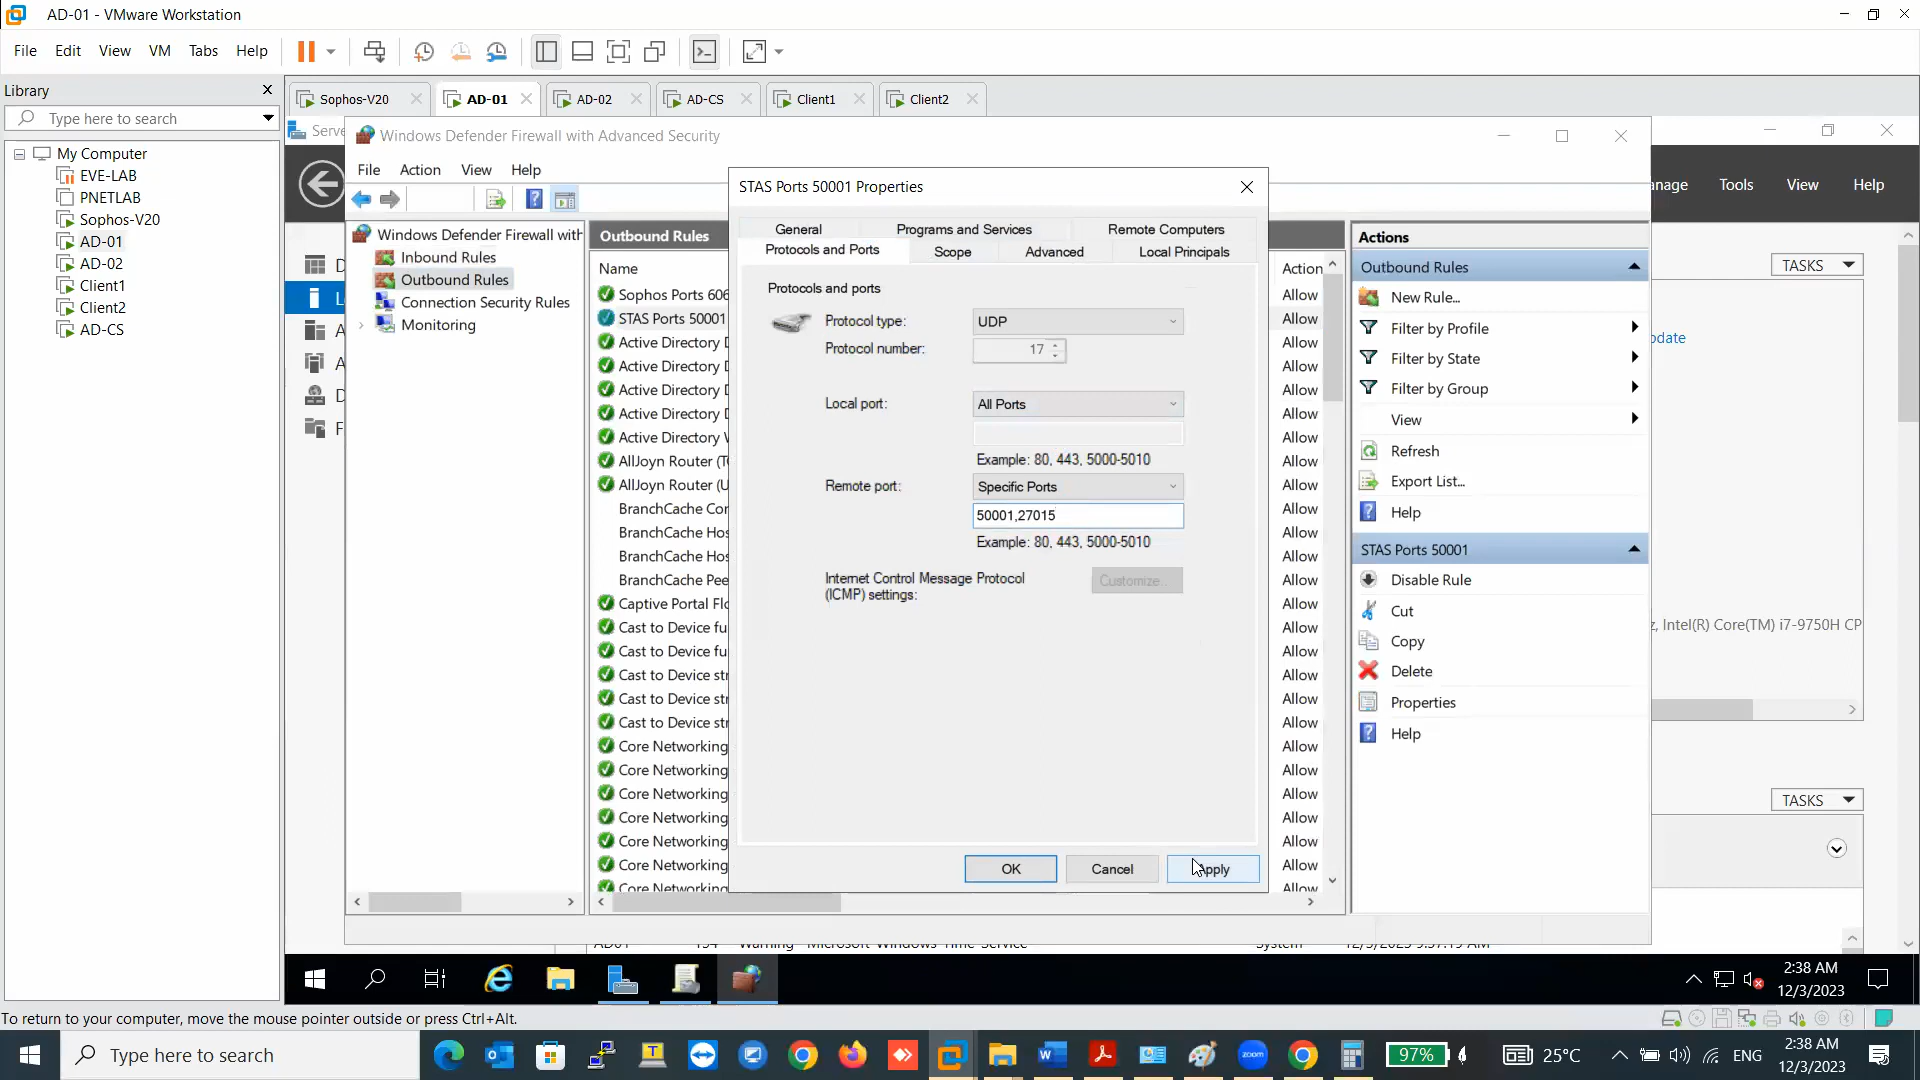 AD-01 - VMware Workstation
File Edit View VM Tabs Help
Library
Type here to search
My Computer
EVE-LAB
PNETLAB
Sophos-V20
AD-01
AD-02
Client1
Client2
AD-CS
Sophos-V20 AD-01 AD-02 AD-CS Client1 Client2
Serve
Windows Defender Firewall with Advanced Security
File Action View Help
Tools View Help
TASKS
TASKS
Windows Defender Firewall with
Inbound Rules
Outbound Rules
Connection Security Rules
Monitoring
Outbound Rules
Name Action
Sophos Ports 606 Allow
STAS Ports 50001 Allow
Active Directory D Allow
Active Directory D Allow
Active Directory D Allow
Active Directory D Allow
Active Directory W Allow
AllJoyn Router (TC Allow
AllJoyn Router (U Allow
BranchCache Cor Allow
BranchCache Hos Allow
BranchCache Hos Allow
BranchCache Pee Allow
Captive Portal Flo Allow
Cast to Device fu Allow
Cast to Device fu Allow
Cast to Device str Allow
Cast to Device str Allow
Cast to Device str Allow
Core Networking Allow
Core Networking Allow
Core Networking Allow
Core Networking Allow
Core Networking Allow
Core Networking Allow
Core Networking Allow
STAS Ports 50001 Properties
General Programs and Services Remote Computers
Protocols and Ports Scope Advanced Local Principals
Protocols and ports
Protocol type: UDP
Protocol number: 17
Local port: All Ports
Example: 80, 443, 5000-5010
Remote port: Specific Ports
50001,27015
Example: 80, 443, 5000-5010
Internet Control Message Protocol
(ICMP) settings:
Customize...
OK Cancel Apply
Actions
Outbound Rules
New Rule...
Filter by Profile
Filter by State
Filter by Group
View
Refresh
Export List...
Help
STAS Ports 50001
Disable Rule
Cut
Copy
Delete
Properties
Help
z, Intel(R) Core(TM) i7-9750H CP
2:38 AM
12/3/2023
To return to your computer, move the mouse pointer outside or press Ctrl+Alt.
Type here to search
97%
25°C
ENG
2:38 AM
12/3/2023